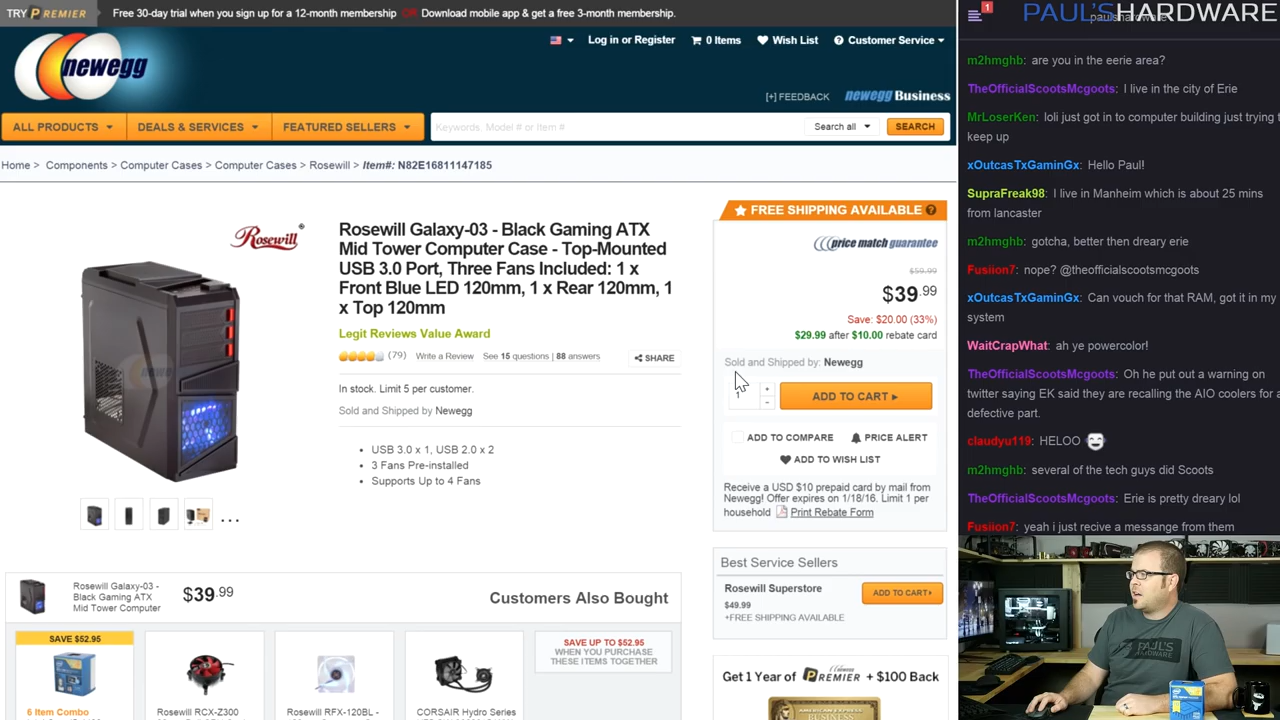 TRY PREMIER Free 30-day trial when you sign up for a 12-month membership OR Download mobile app & get a free 3-month membership.
newegg
Log in or Register 0 Items Wish List Customer Service
[+] FEEDBACK newegg Business
ALL PRODUCTS DEALS & SERVICES FEATURED SELLERS Keywords, Model # or Item # Search all SEARCH
Home > Components > Computer Cases > Computer Cases > Rosewill > Item#: N82E16811147185
Rosewill
Rosewill Galaxy-03 - Black Gaming ATX
Mid Tower Computer Case - Top-Mounted
USB 3.0 Port, Three Fans Included: 1 x
Front Blue LED 120mm, 1 x Rear 120mm, 1
x Top 120mm
Legit Reviews Value Award
(79) Write a Review See 15 questions | 88 answers SHARE
In stock. Limit 5 per customer.
Sold and Shipped by Newegg
• USB 3.0 x 1, USB 2.0 x 2
• 3 Fans Pre-installed
• Supports Up to 4 Fans
...
FREE SHIPPING AVAILABLE ?
price match guarantee
$59.99
$39.99
Save: $20.00 (33%)
$29.99 after $10.00 rebate card
Sold and Shipped by: Newegg
1 + - ADD TO CART
ADD TO COMPARE PRICE ALERT
ADD TO WISH LIST
Receive a USD $10 prepaid card by mail from
Newegg! Offer expires on 1/18/16. Limit 1 per
household Print Rebate Form
Best Service Sellers
Rosewill Superstore ADD TO CART
$49.99
+FREE SHIPPING AVAILABLE
Get 1 Year of newegg PREMIER + $100 Back
AMERICAN EXPRESS
BUSINESS
Rosewill Galaxy-03 -
Black Gaming ATX
Mid Tower Computer
$39.99
Customers Also Bought
SAVE $52.95
6 Item Combo
Rosewill RCX-Z300
Rosewill RFX-120BL -
CORSAIR Hydro Series
SAVE UP TO $52.95
WHEN YOU PURCHASE
THESE ITEMS TOGETHER
1 PAUL'S HARDWARE
paulshardware
m2hmghb: are you in the eerie area?
TheOfficialScootsMcgoots: I live in the city of Erie
MrLoserKen: loli just got in to computer building just trying to
keep up
xOutcasTxGaminGx: Hello Paul!
SupraFreak98: I live in Manheim which is about 25 mins
from lancaster
m2hmghb: gotcha, better then dreary erie
Fusiion7: nope? @theofficialscootsmcgoots
xOutcasTxGaminGx: Can vouch for that RAM, got it in my
system
WaitCrapWhat: ah ye powercolor!
TheOfficialScootsMcgoots: Oh he put out a warning on
twitter saying EK said they are recalling the AIO coolers for a
defective part.
claudyu119: HELOO
m2hmghb: several of the tech guys did Scoots
TheOfficialScootsMcgoots: Erie is pretty dreary lol
Fusiion7: yeah i just recive a messange from them
PAUL'S
HARDWARE